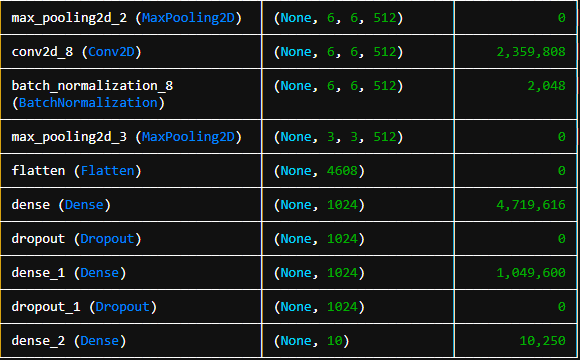 max_pooling2d_2 (MaxPooling2D) (None, 6, 6, 512) 0
conv2d_8 (Conv2D) (None, 6, 6, 512) 2,359,808
batch_normalization_8 (None, 6, 6, 512) 2,048
(BatchNormalization)
max_pooling2d_3 (MaxPooling2D) (None, 3, 3, 512) 0
flatten (Flatten) (None, 4608) 0
dense (Dense) (None, 1024) 4,719,616
dropout (Dropout) (None, 1024) 0
dense_1 (Dense) (None, 1024) 1,049,600
dropout_1 (Dropout) (None, 1024) 0
dense_2 (Dense) (None, 10) 10,250